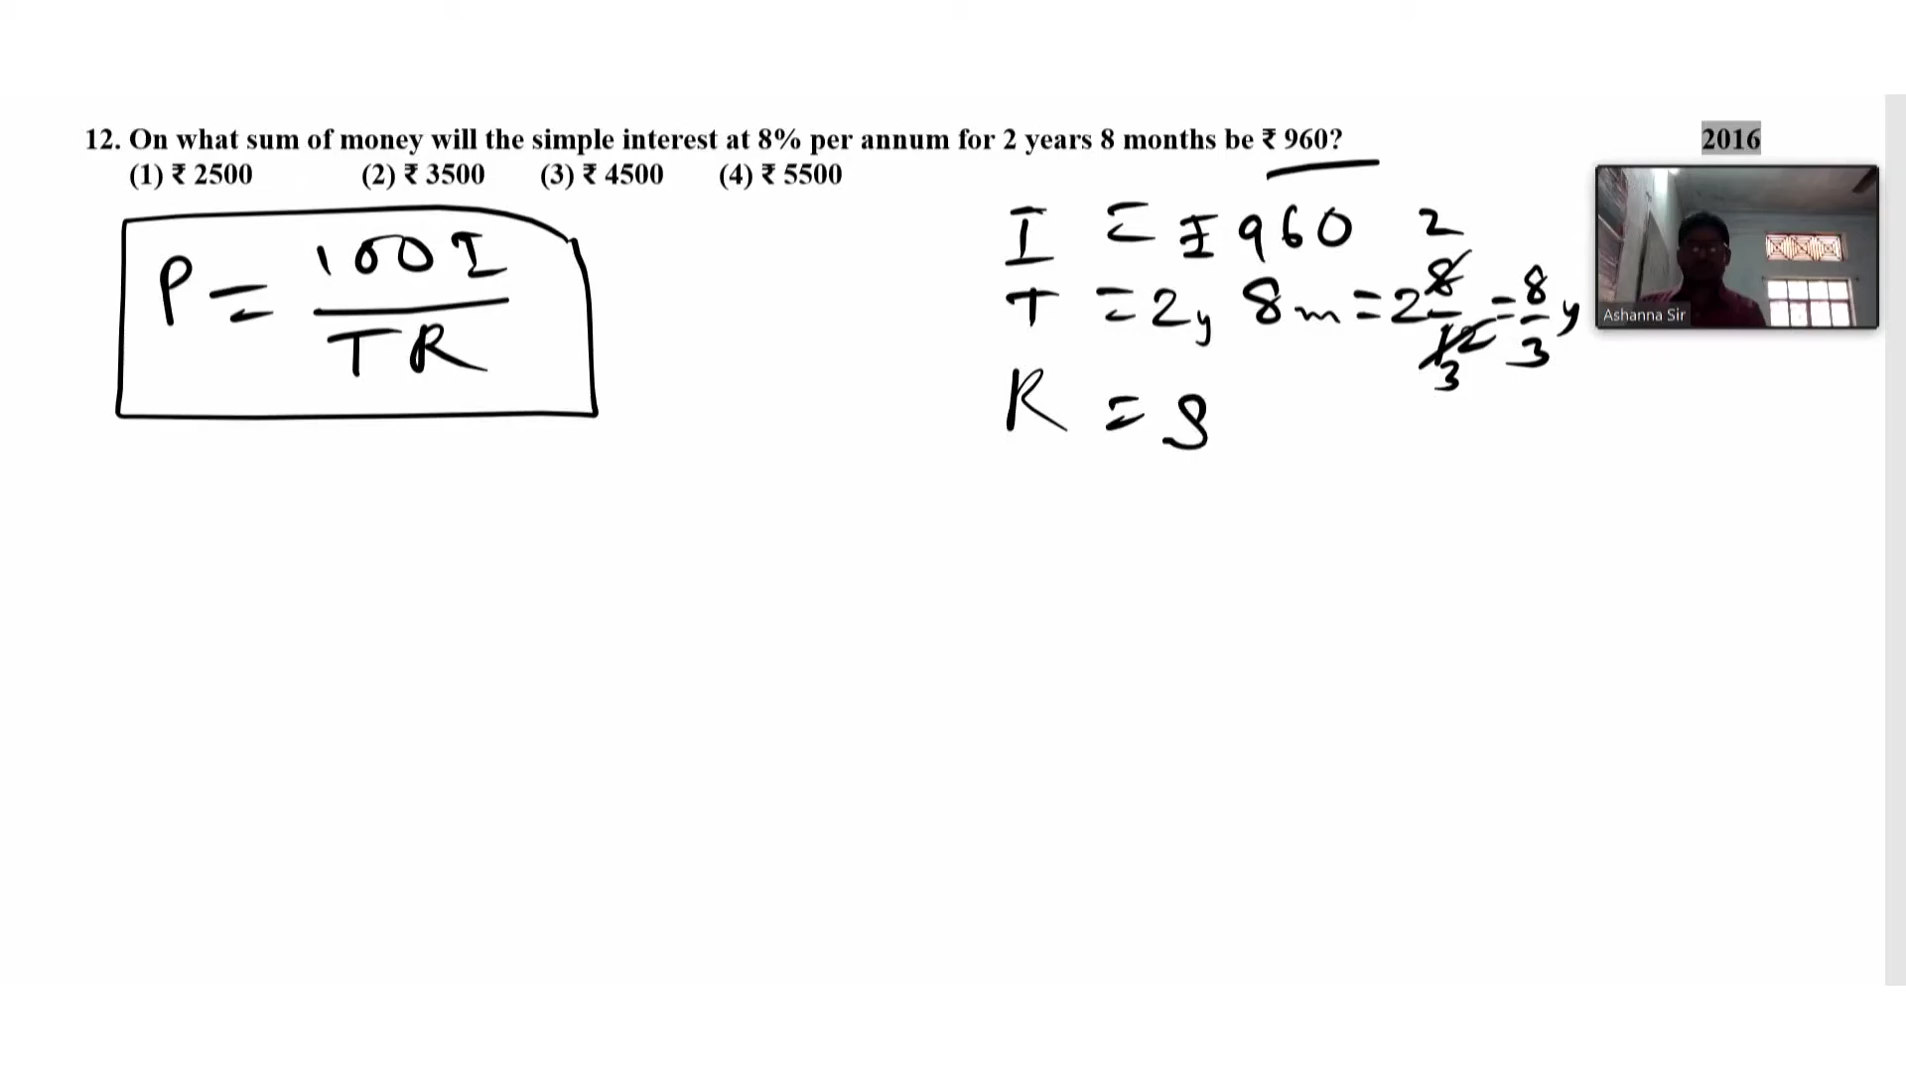 12. On what sum of money will the simple interest at 8% per annum for 2 years 8 months be ₹ 960?
2016
(1) ₹ 2500 (2) ₹ 3500 (3) ₹ 4500 (4) ₹ 5500
P = 100I / TR
I = ₹ 960
T = 2y 8m = 2 8/12 2/3 = 8/3 y
R = 8
Ashanna Sir